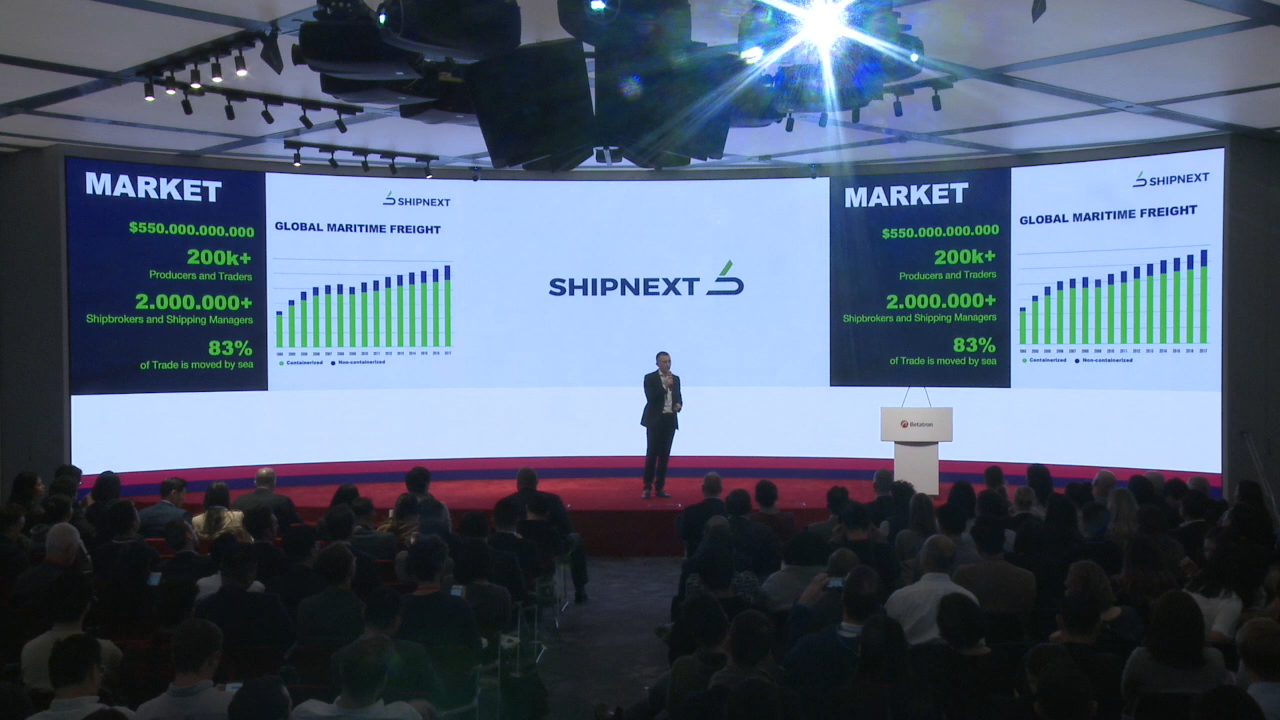 MARKET
$550.000.000.000
200k+
Producers and Traders
2.000.000+
Shipbrokers and Shipping Managers
83%
of Trade is moved by sea
SHIPNEXT
GLOBAL MARITIME FREIGHT
Containerized
Non-containerized
SHIPNEXT
MARKET
$550.000.000.000
200k+
Producers and Traders
2.000.000+
Shipbrokers and Shipping Managers
83%
of Trade is moved by sea
SHIPNEXT
GLOBAL MARITIME FREIGHT
Containerized
Non-containerized
Betatron